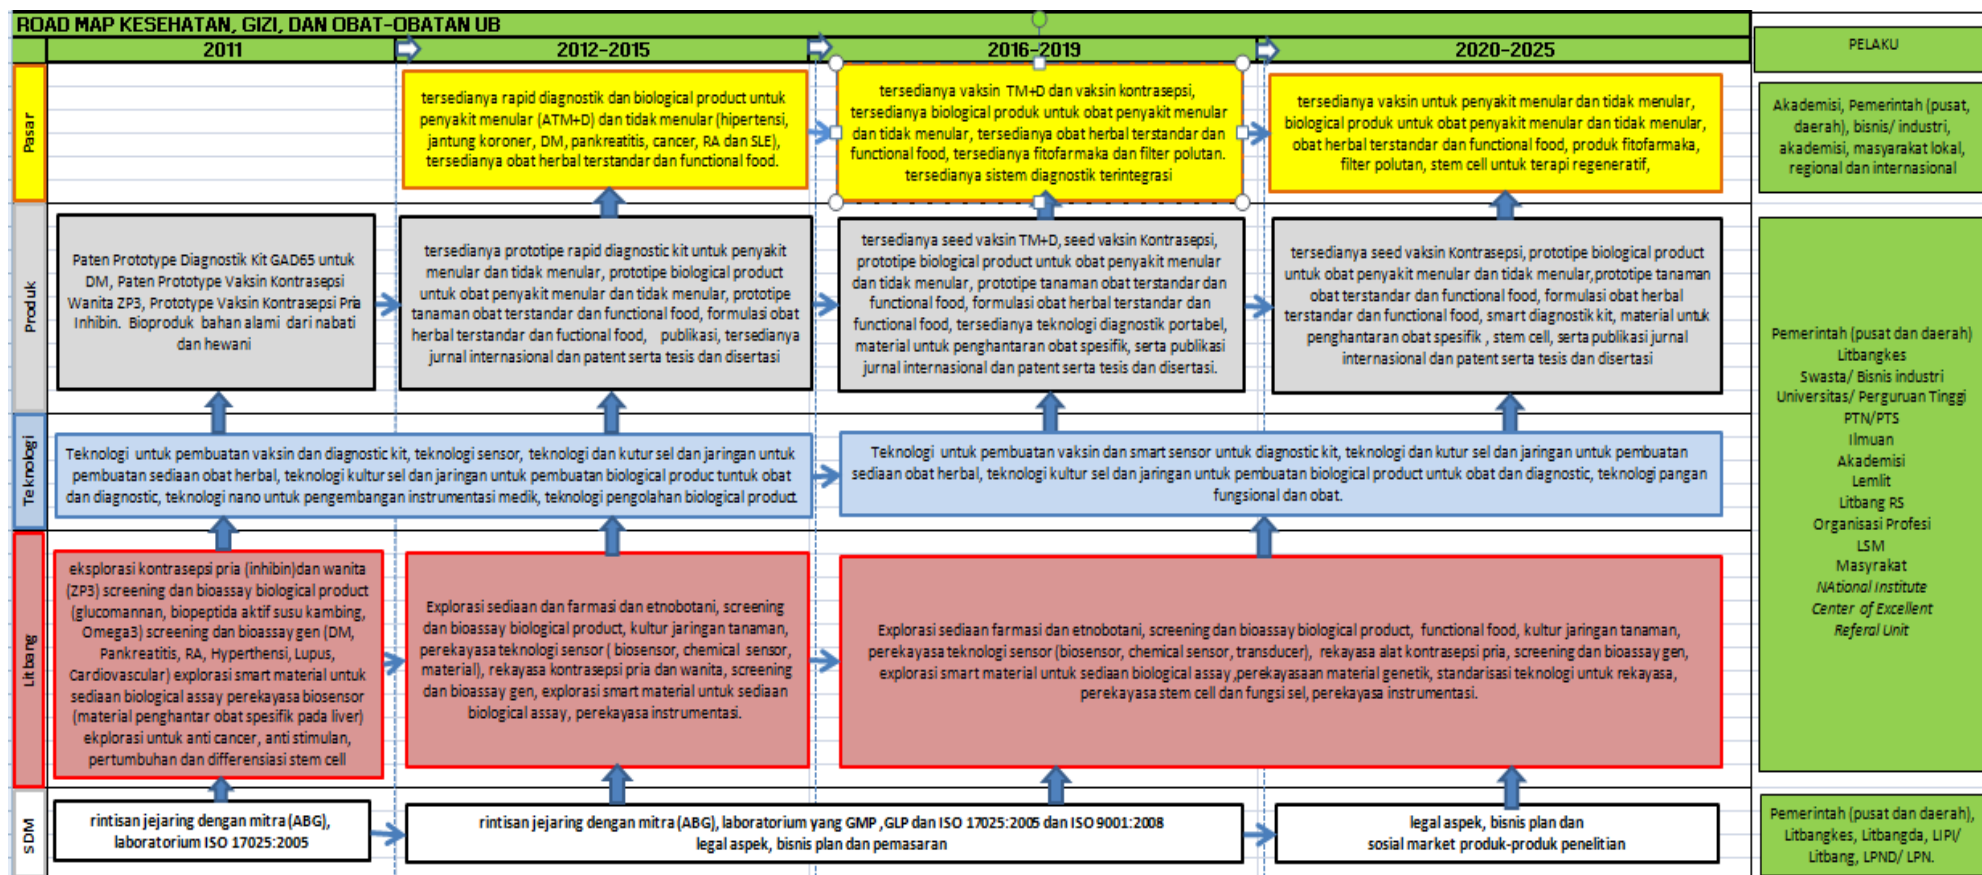 ROAD MAP KESEHATAN, GIZI, DAN OBAT-OBATAN UB
2011
2012-2015
2016-2019
2020-2025
PELAKU
Pasar
tersedianya rapid diagnostik dan biological product untuk
penyakit menular (ATM+D) dan tidak menular (hipertensi,
jantung koroner, DM, pankreatitis, cancer, RA dan SLE),
tersedianya obat herbal terstandar dan functional food.
tersedianya vaksin TM+D dan vaksin kontrasepsi,
tersedianya biological produk untuk obat penyakit menular
dan tidak menular, tersedianya obat herbal terstandar dan
functional food, tersedianya fitofarmaka dan filter polutan.
tersedianya sistem diagnostik terintegrasi
tersedianya vaksin untuk penyakit menular dan tidak menular,
biological produk untuk obat penyakit menular dan tidak menular,
obat herbal terstandar dan functional food, produk fitofarmaka,
filter polutan, stem cell untuk terapi regeneratif,
Akademisi, Pemerintah (pusat,
daerah), bisnis/ industri,
akademisi, masyarakat lokal,
regional dan internasional
Produk
Paten Prototype Diagnostik Kit GAD65 untuk
DM, Paten Prototype Vaksin Kontrasepsi
Wanita ZP3, Prototype Vaksin Kontrasepsi Pria
Inhibin. Bioproduk bahan alami dari nabati
dan hewani
tersedianya prototipe rapid diagnostic kit untuk penyakit
menular dan tidak menular, prototipe biological product
untuk obat penyakit menular dan tidak menular, prototipe
tanaman obat terstandar dan functional food, formulasi obat
herbal terstandar dan fuctional food, publikasi, tersedianya
jurnal internasional dan patent serta tesis dan disertasi
tersedianya seed vaksin TM+D, seed vaksin Kontrasepsi,
prototipe biological product untuk obat penyakit menular
dan tidak menular, prototipe tanaman obat terstandar dan
functional food, formulasi obat herbal terstandar dan
functional food, tersedianya teknologi diagnostik portabel,
material untuk penghantaran obat spesifik, serta publikasi
jurnal internasional dan patent serta tesis dan disertasi.
tersedianya seed vaksin Kontrasepsi, prototipe biological product
untuk obat penyakit menular dan tidak menular,prototipe tanaman
obat terstandar dan functional food, formulasi obat herbal
terstandar dan functional food, smart diagnostik kit, material untuk
penghantaran obat spesifik , stem cell, serta publikasi jurnal
internasional dan patent serta tesis dan disertasi
Pemerintah (pusat dan daerah)
Litbangkes
Swasta/ Bisnis industri
Universitas/ Perguruan Tinggi
PTN/PTS
Ilmuan
Akademisi
Lemlit
Litbang RS
Organisasi Profesi
LSM
Masyrakat
NAtional Institute
Center of Excellent
Referal Unit
Teknologi
Teknologi untuk pembuatan vaksin dan diagnostic kit, teknologi sensor, teknologi dan kutur sel dan jaringan untuk
pembuatan sediaan obat herbal, teknologi kultur sel dan jaringan untuk pembuatan biological produc tuntuk obat
dan diagnostic, teknologi nano untuk pengembangan instrumentasi medik, teknologi pengolahan biological product.
Teknologi untuk pembuatan vaksin dan smart sensor untuk diagnostic kit, teknologi dan kutur sel dan jaringan untuk pembuatan
sediaan obat herbal, teknologi kultur sel dan jaringan untuk pembuatan biological product untuk obat dan diagnostic, teknologi pangan
fungsional dan obat.
Litbang
eksplorasi kontrasepsi pria (inhibin)dan wanita
(ZP3) screening dan bioassay biological product
(glucomannan, biopeptida aktif susu kambing,
Omega3) screening dan bioassay gen (DM,
Pankreatitis, RA, Hyperthensi, Lupus,
Cardiovascular) explorasi smart material untuk
sediaan biological assay perekayasa biosensor
(material penghantar obat spesifik pada liver)
eklporasi untuk anti cancer, anti stimulan,
pertumbuhan dan differensiasi stem cell
Explorasi sediaan dan farmasi dan etnobotani, screening
dan bioassay biological product, kultur jaringan tanaman,
perekayasa teknologi sensor ( biosensor, chemical sensor,
material), rekayasa kontrasepsi pria dan wanita, screening
dan bioassay gen, explorasi smart material untuk sediaan
biological assay, perekayasa instrumentasi.
Explorasi sediaan farmasi dan etnobotani, screening dan bioassay biological product, functional food, kultur jaringan tanaman,
perekayasa teknologi sensor (biosensor, chemical sensor, transducer), rekayasa alat kontrasepsi pria, screening dan bioassay gen,
explorasi smart material untuk sediaan biological assay ,perekayasaan material genetik, standarisasi teknologi untuk rekayasa,
perekayasa stem cell dan fungsi sel, perekayasa instrumentasi.
SDM
rintisan jejaring dengan mitra (ABG),
laboratorium ISO 17025:2005
rintisan jejaring dengan mitra (ABG), laboratorium yang GMP ,GLP dan ISO 17025:2005 dan ISO 9001:2008
legal aspek, bisnis plan dan pemasaran
legal aspek, bisnis plan dan
sosial market produk-produk penelitian
Pemerintah (pusat dan daerah),
Litbangkes, Litbangda, LIPI/
Litbang, LPND/ LPN.